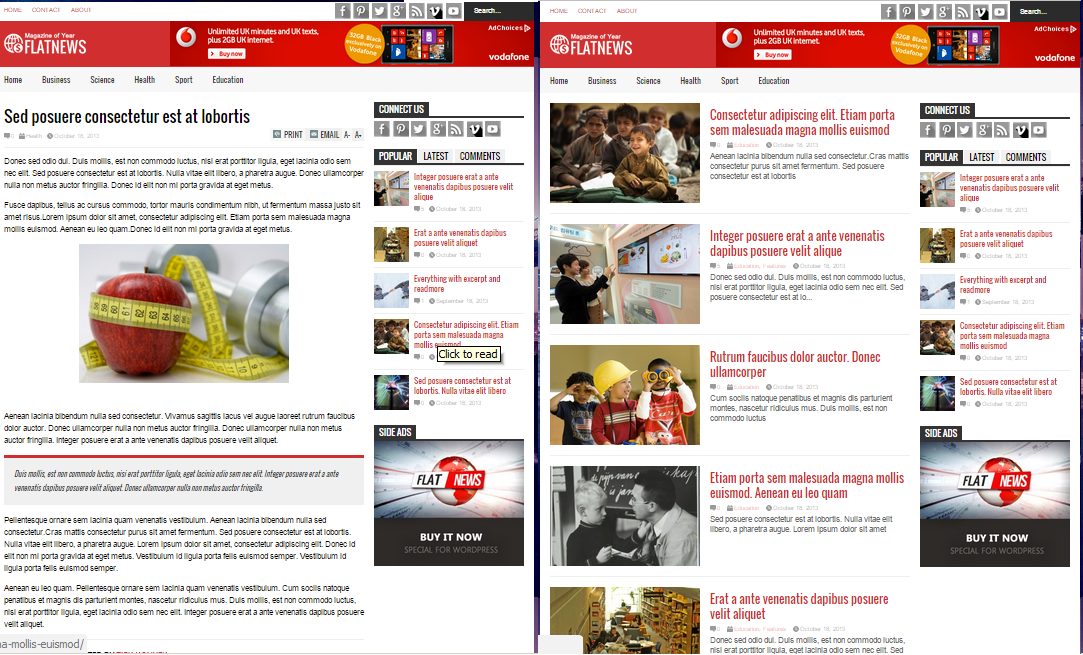 HOME CONTACT ABOUT
Search...
Magazine of Year
FLATNEWS
Unlimited UK minutes and UK texts,
plus 2GB UK internet.
Buy now
32GB Black
exclusively on
Vodafone
AdChoices
vodafone
Home Business Science Health Sport Education
Sed posuere consectetur est at lobortis
0 Health October 18, 2013
PRINT EMAIL A- A+
Donec sed odio dui. Duis mollis, est non commodo luctus, nisi erat porttitor ligula, eget lacinia odio sem
nec elit. Sed posuere consectetur est at lobortis. Nulla vitae elit libero, a pharetra augue. Donec ullamcorper
nulla non metus auctor fringilla. Donec id elit non mi porta gravida at eget metus.
Fusce dapibus, tellus ac cursus commodo, tortor mauris condimentum nibh, ut fermentum massa justo sit
amet risus.Lorem ipsum dolor sit amet, consectetur adipiscing elit. Etiam porta sem malesuada magna
mollis euismod. Aenean eu leo quam.Donec id elit non mi porta gravida at eget metus.
Aenean lacinia bibendum nulla sed consectetur. Vivamus sagittis lacus vel augue laoreet rutrum faucibus
dolor auctor. Donec ullamcorper nulla non metus auctor fringilla. Donec ullamcorper nulla non metus
auctor fringilla. Integer posuere erat a ante venenatis dapibus posuere velit aliquet.
Duis mollis, est non commodo luctus, nisi erat porttitor ligula, eget lacinia odio sem nec elit. Integer posuere erat a ante
venenatis dapibus posuere velit aliquet. Donec ullamcorper nulla non metus auctor fringilla.
Pellentesque ornare sem lacinia quam venenatis vestibulum. Aenean lacinia bibendum nulla sed
consectetur.Cras mattis consectetur purus sit amet fermentum. Sed posuere consectetur est at lobortis.
Nulla vitae elit libero, a pharetra augue. Lorem ipsum dolor sit amet, consectetur adipiscing elit. Donec id
elit non mi porta gravida at eget metus. Vestibulum id ligula porta felis euismod semper. Vestibulum id
ligula porta felis euismod semper.
Aenean eu leo quam. Pellentesque ornare sem lacinia quam venenatis vestibulum. Cum sociis natoque
penatibus et magnis dis parturient montes, nascetur ridiculus mus. Duis mollis, est non commodo luctus,
nisi erat porttitor ligula, eget lacinia odio sem nec elit. Integer posuere erat a ante venenatis dapibus posuere
velit aliquet.
na-mollis-euismod/
CONNECT US
POPULAR LATEST COMMENTS
Integer posuere erat a ante
venenatis dapibus posuere velit
aliquе
5 October 18, 2013
Erat a ante venenatis dapibus
posuere velit aliquet
0 October 18, 2013
Everything with excerpt and
readmore
1 September 18, 2013
Consectetur adipiscing elit. Etiam
porta sem malesuada magna
mollis euismod
Click to read
0
Sed posuere consectetur est at
lobortis. Nulla vitae elit libero
0 October 18, 2013
SIDE ADS
FLAT NEWS
BUY IT NOW
SPECIAL FOR WORDPRESS
HOME CONTACT ABOUT
Search...
Magazine of Year
FLATNEWS
Unlimited UK minutes and UK texts,
plus 2GB UK internet.
Buy now
32GB Black
exclusively on
Vodafone
AdChoices
vodafone
Home Business Science Health Sport Education
Consectetur adipiscing elit. Etiam porta
sem malesuada magna mollis euismod
0 Education October 18, 2013
Aenean lacinia bibendum nulla sed consectetur.Cras mattis
consectetur purus sit amet fermentum. Sed posuere
consectetur est at lobortis
Integer posuere erat a ante venenatis
dapibus posuere velit alique
5 Education, Features October 18, 2013
Donec sed odio dui. Duis mollis, est non commodo luctus,
nisi erat porttitor ligula, eget lacinia odio sem nec elit. Sed
posuere consectetur est at lo...
Rutrum faucibus dolor auctor. Donec
ullamcorper
0 Education October 18, 2013
Cum sociis natoque penatibus et magnis dis parturient
montes, nascetur ridiculus mus. Duis mollis, est non
commodo luctus
Etiam porta sem malesuada magna mollis
euismod. Aenean eu leo quam
0 Education October 18, 2013
Sed posuere consectetur est at lobortis. Nulla vitae elit
libero, a pharetra augue. Lorem ipsum dolor sit amet
Erat a ante venenatis dapibus posuere
velit aliquet
0 Education, Features October 18, 2013
Donec sed odio dui. Duis mollis, est non commodo luctus,
nisi erat porttitor ligula, eget lacinia odio sem nec elit. Sed
CONNECT US
POPULAR LATEST COMMENTS
Integer posuere erat a ante
venenatis dapibus posuere velit
alique
5 October 18, 2013
Erat a ante venenatis dapibus
posuere velit aliquet
0 October 18, 2013
Everything with excerpt and
readmore
1 September 18, 2013
Consectetur adipiscing elit. Etiam
porta sem malesuada magna
mollis euismod
0 October 18, 2013
Sed posuere consectetur est at
lobortis. Nulla vitae elit libero
0 October 18, 2013
SIDE ADS
FLAT NEWS
BUY IT NOW
SPECIAL FOR WORDPRESS